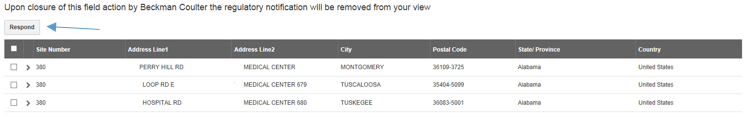 Upon closure of this field action by Beckman Coulter the regulatory notification will be removed from your view
Respond
Site Number Address Line1 Address Line2 City Postal Code State/ Province Country
380 PERRY HILL RD MEDICAL CENTER MONTGOMERY 36109-3725 Alabama United States
380 LOOP RD E MEDICAL CENTER 679 TUSCALOOSA 35404-5099 Alabama United States
380 HOSPITAL RD MEDICAL CENTER 680 TUSKEGEE 36083-5001 Alabama United States